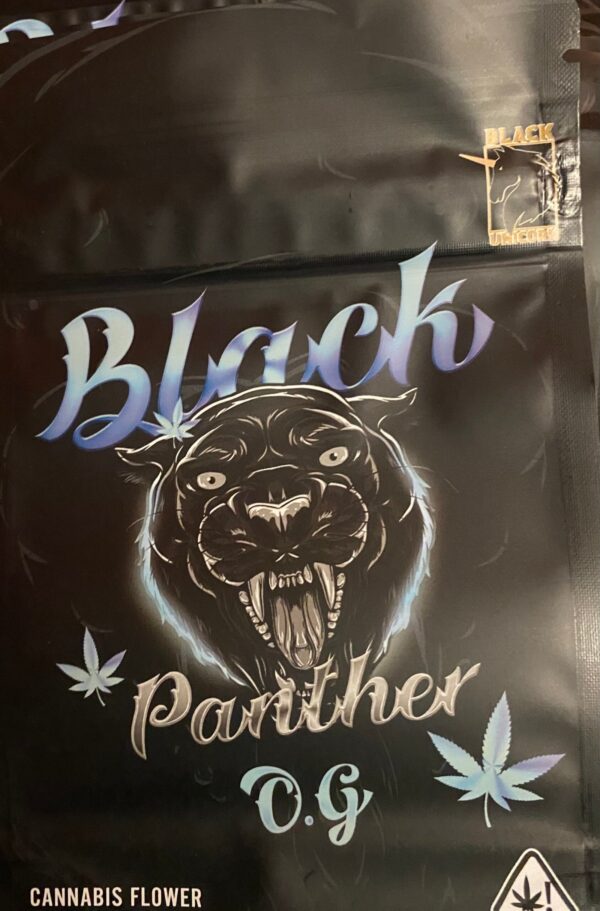 BLACK
UNICORN
Black
Panther
O.G
CANNABIS FLOWER
!